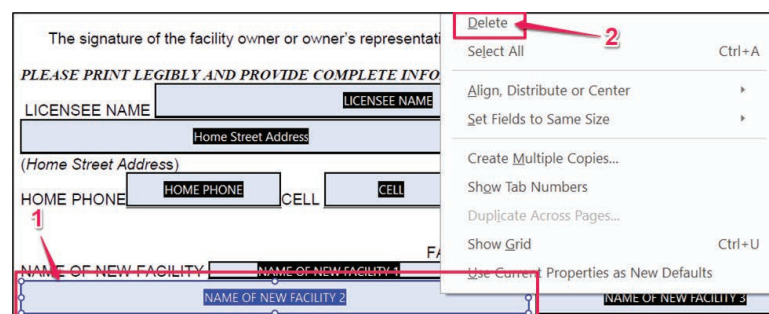 The signature of the facility owner or owner's representati
PLEASE PRINT LEGIBLY AND PROVIDE COMPLETE INFO
LICENSEE NAME LICENSEE NAME
Home Street Address
(Home Street Address)
HOME PHONE HOME PHONE CELL CELL
1
FA
NAME OF NEW FACILITY NAME OF NEW FACILITY 1
NAME OF NEW FACILITY 2
NAME OF NEW FACILITY 3
Delete
2
Select All Ctrl+A
Align, Distribute or Center
Set Fields to Same Size
Create Multiple Copies...
Show Tab Numbers
Duplicate Across Pages...
Show Grid Ctrl+U
Use Current Properties as New Defaults